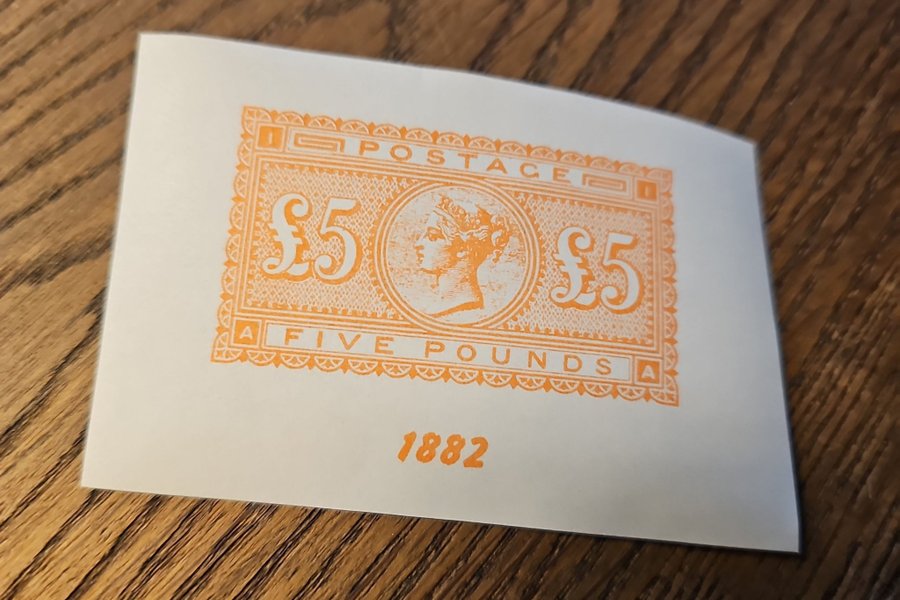 I POSTAGE I
£5 £5
A FIVE POUNDS A
1882